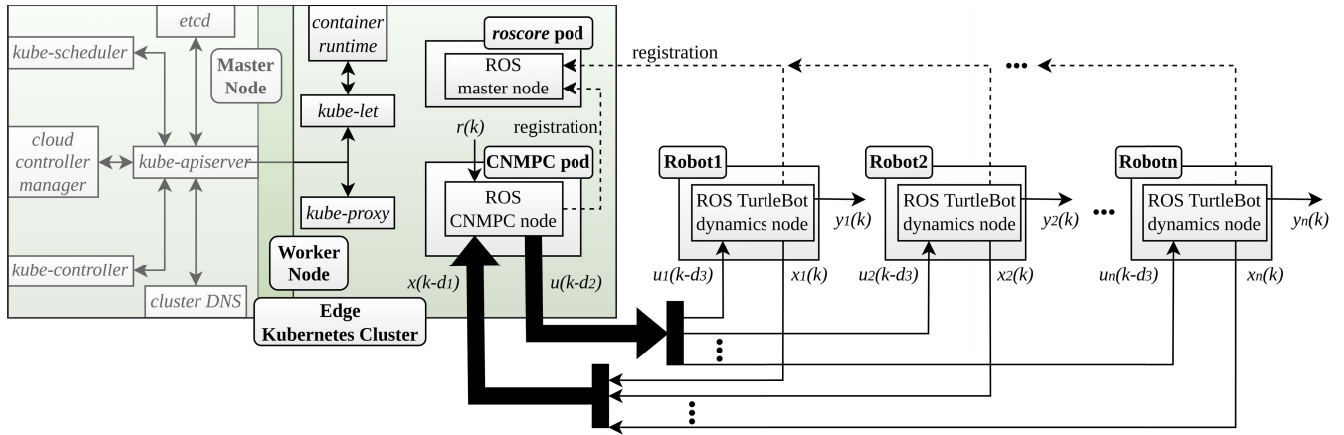 etcd
kube-scheduler
Master
Node
cloud
controller
manager
kube-apiserver
kube-controller
cluster DNS
container
runtime
kube-let
kube-proxy
Worker
Node
Edge
Kubernetes Cluster
roscore pod
ROS
master node
registration
r(k)
registration
CNMPC pod
ROS
CNMPC node
x(k-d1)
u(k-d2)
Robot1
ROS TurtleBot
dynamics node
y1(k)
u1(k-d3)
x1(k)
Robot2
ROS TurtleBot
dynamics node
y2(k)
u2(k-d3)
x2(k)
Robotn
ROS TurtleBot
dynamics node
yn(k)
un(k-d3)
xn(k)